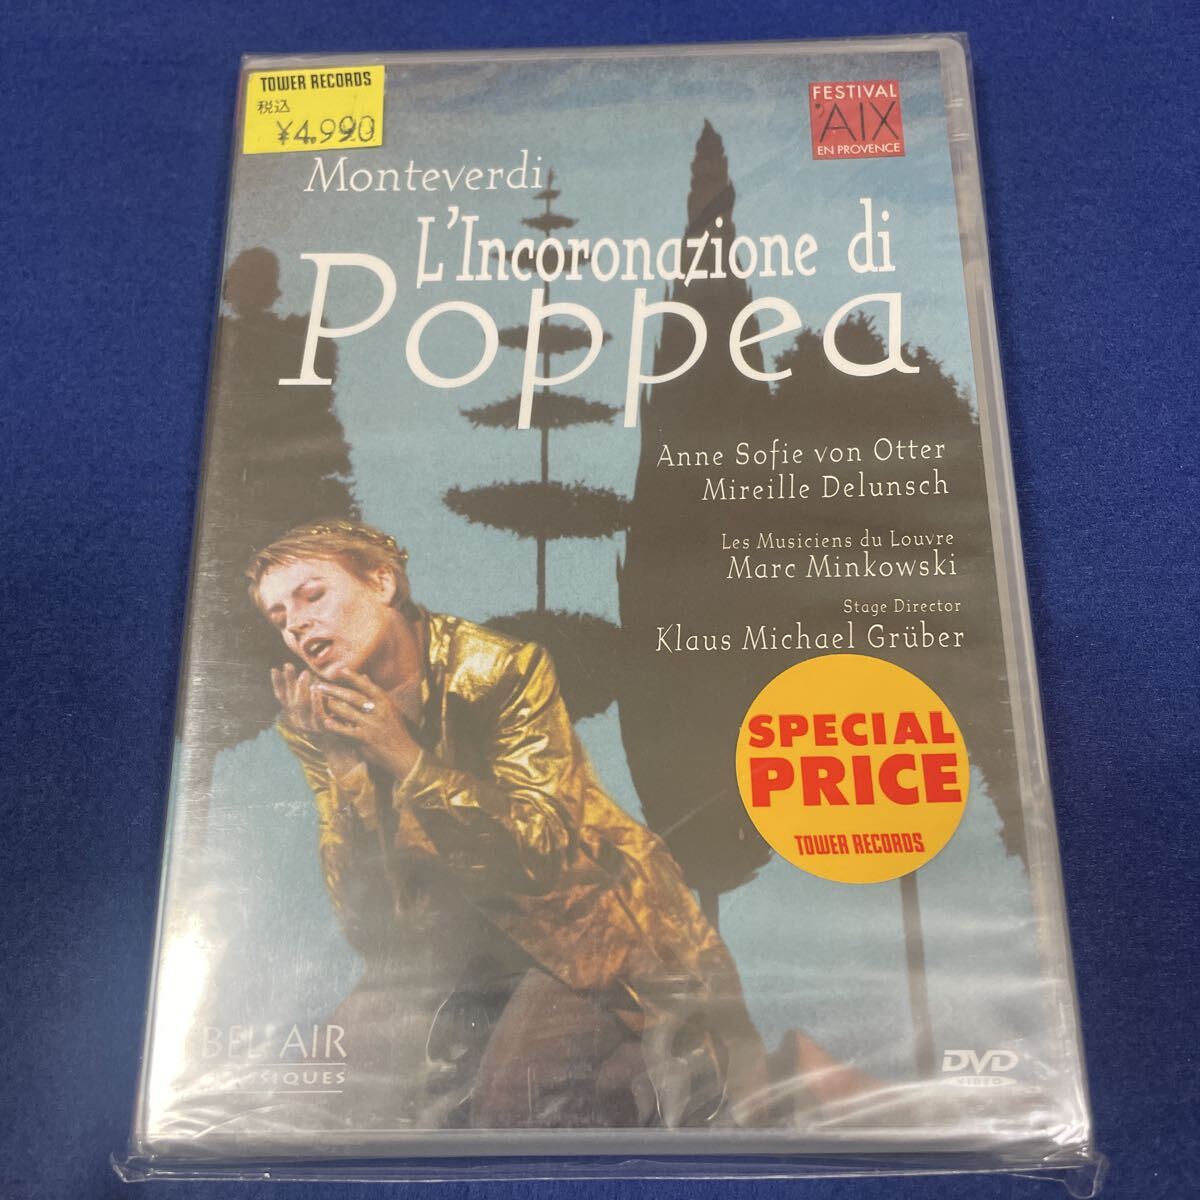 TOWER RECORDS
税込
¥4,990
FESTIVAL
'AIX
EN PROVENCE
Monteverdi
L'Incoronazione di
Poppea
Anne Sofie von Otter
Mireille Delunsch
Les Musiciens du Louvre
Marc Minkowski
Stage Director
Klaus Michael Grüber
SPECIAL
PRICE
TOWER RECORDS
BEL AIR
CLASSIQUES
DVD
VIDEO